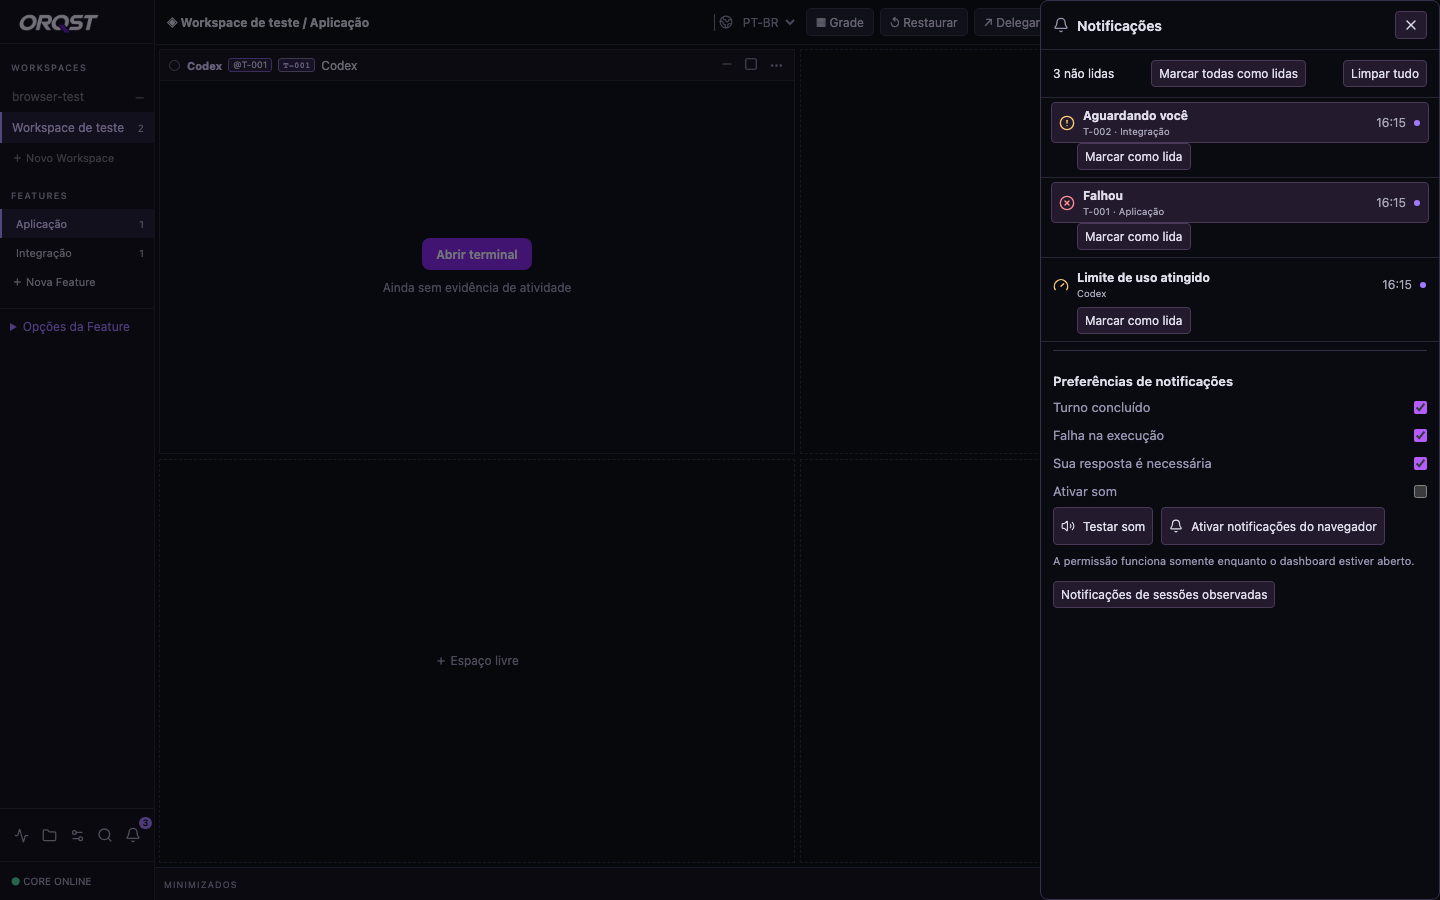 ORQST
WORKSPACES
browser-test
Workspace de teste 2
+ Novo Workspace
FEATURES
Aplicação 1
Integração 1
+ Nova Feature
Opções da Feature
3
CORE ONLINE
Workspace de teste / Aplicação
PT-BR
Grade
Restaurar
Delegar
Codex @T-001 T-001 Codex
Abrir terminal
Ainda sem evidência de atividade
+ Espaço livre
MINIMIZADOS
Notificações
3 não lidas Marcar todas como lidas Limpar tudo
Aguardando você
T-002 · Integração
16:15
Marcar como lida
Falhou
T-001 · Aplicação
16:15
Marcar como lida
Limite de uso atingido
Codex
16:15
Marcar como lida
Preferências de notificações
Turno concluído
Falha na execução
Sua resposta é necessária
Ativar som
Testar som Ativar notificações do navegador
A permissão funciona somente enquanto o dashboard estiver aberto.
Notificações de sessões observadas